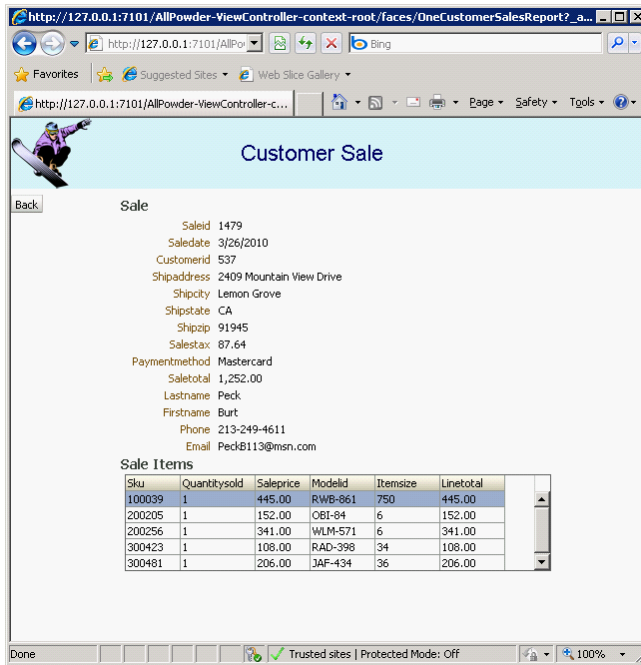 http://127.0.0.1:7101/AllPowder-ViewController-context-root/faces/OneCustomerSalesReport?_a...
http://127.0.0.1:7101/AllPo
Bing
Favorites
Suggested Sites
Web Slice Gallery
http://127.0.0.1:7101/AllPowder-ViewController-c...
Page
Safety
Tools
Customer Sale
Back
Sale
Saleid 1479
Saledate 3/26/2010
Customerid 537
Shipaddress 2409 Mountain View Drive
Shipcity Lemon Grove
Shipstate CA
Shipzip 91945
Salestax 87.64
Paymentmethod Mastercard
Saletotal 1,252.00
Lastname Peck
Firstname Burt
Phone 213-249-4611
Email PeckB113@msn.com
Sale Items
Sku Quantitysold Saleprice Modelid Itemsize Linetotal
100039 1 445.00 RWB-861 750 445.00
200205 1 152.00 OBI-84 6 152.00
200256 1 341.00 WLM-571 6 341.00
300423 1 108.00 RAD-398 34 108.00
300481 1 206.00 JAF-434 36 206.00
Done
Trusted sites | Protected Mode: Off
100%